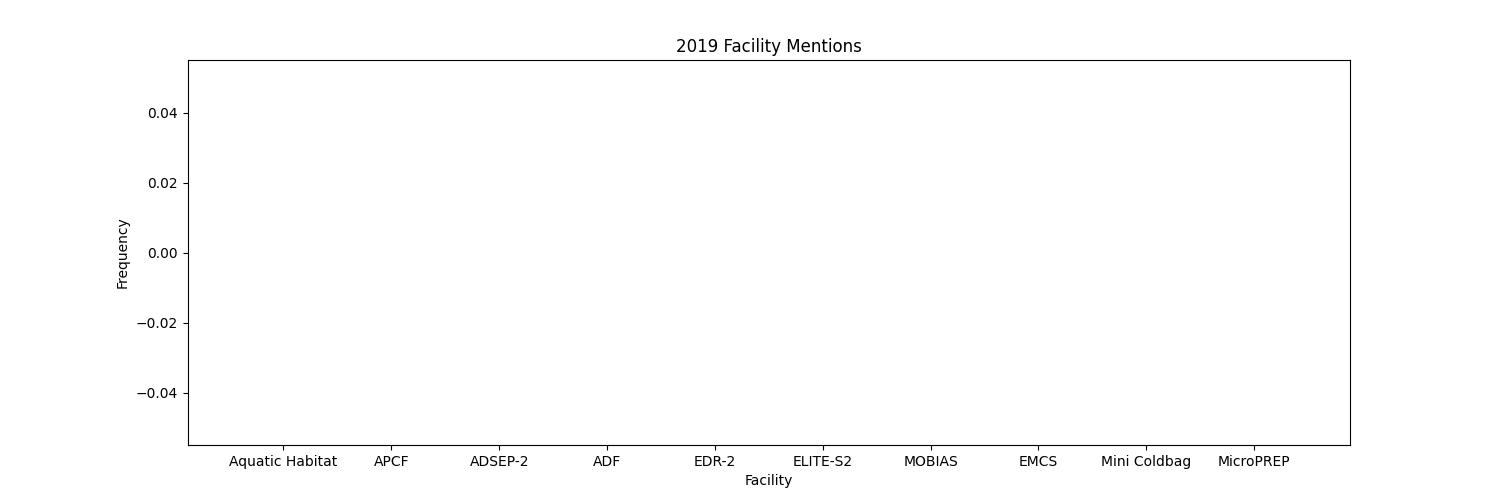 2019 Facility Mentions
0.04
0.02
0.00
−0.02
−0.04
Frequency
Aquatic Habitat APCF ADSEP-2 ADF EDR-2 ELITE-S2 MOBIAS EMCS Mini Coldbag MicroPREP
Facility